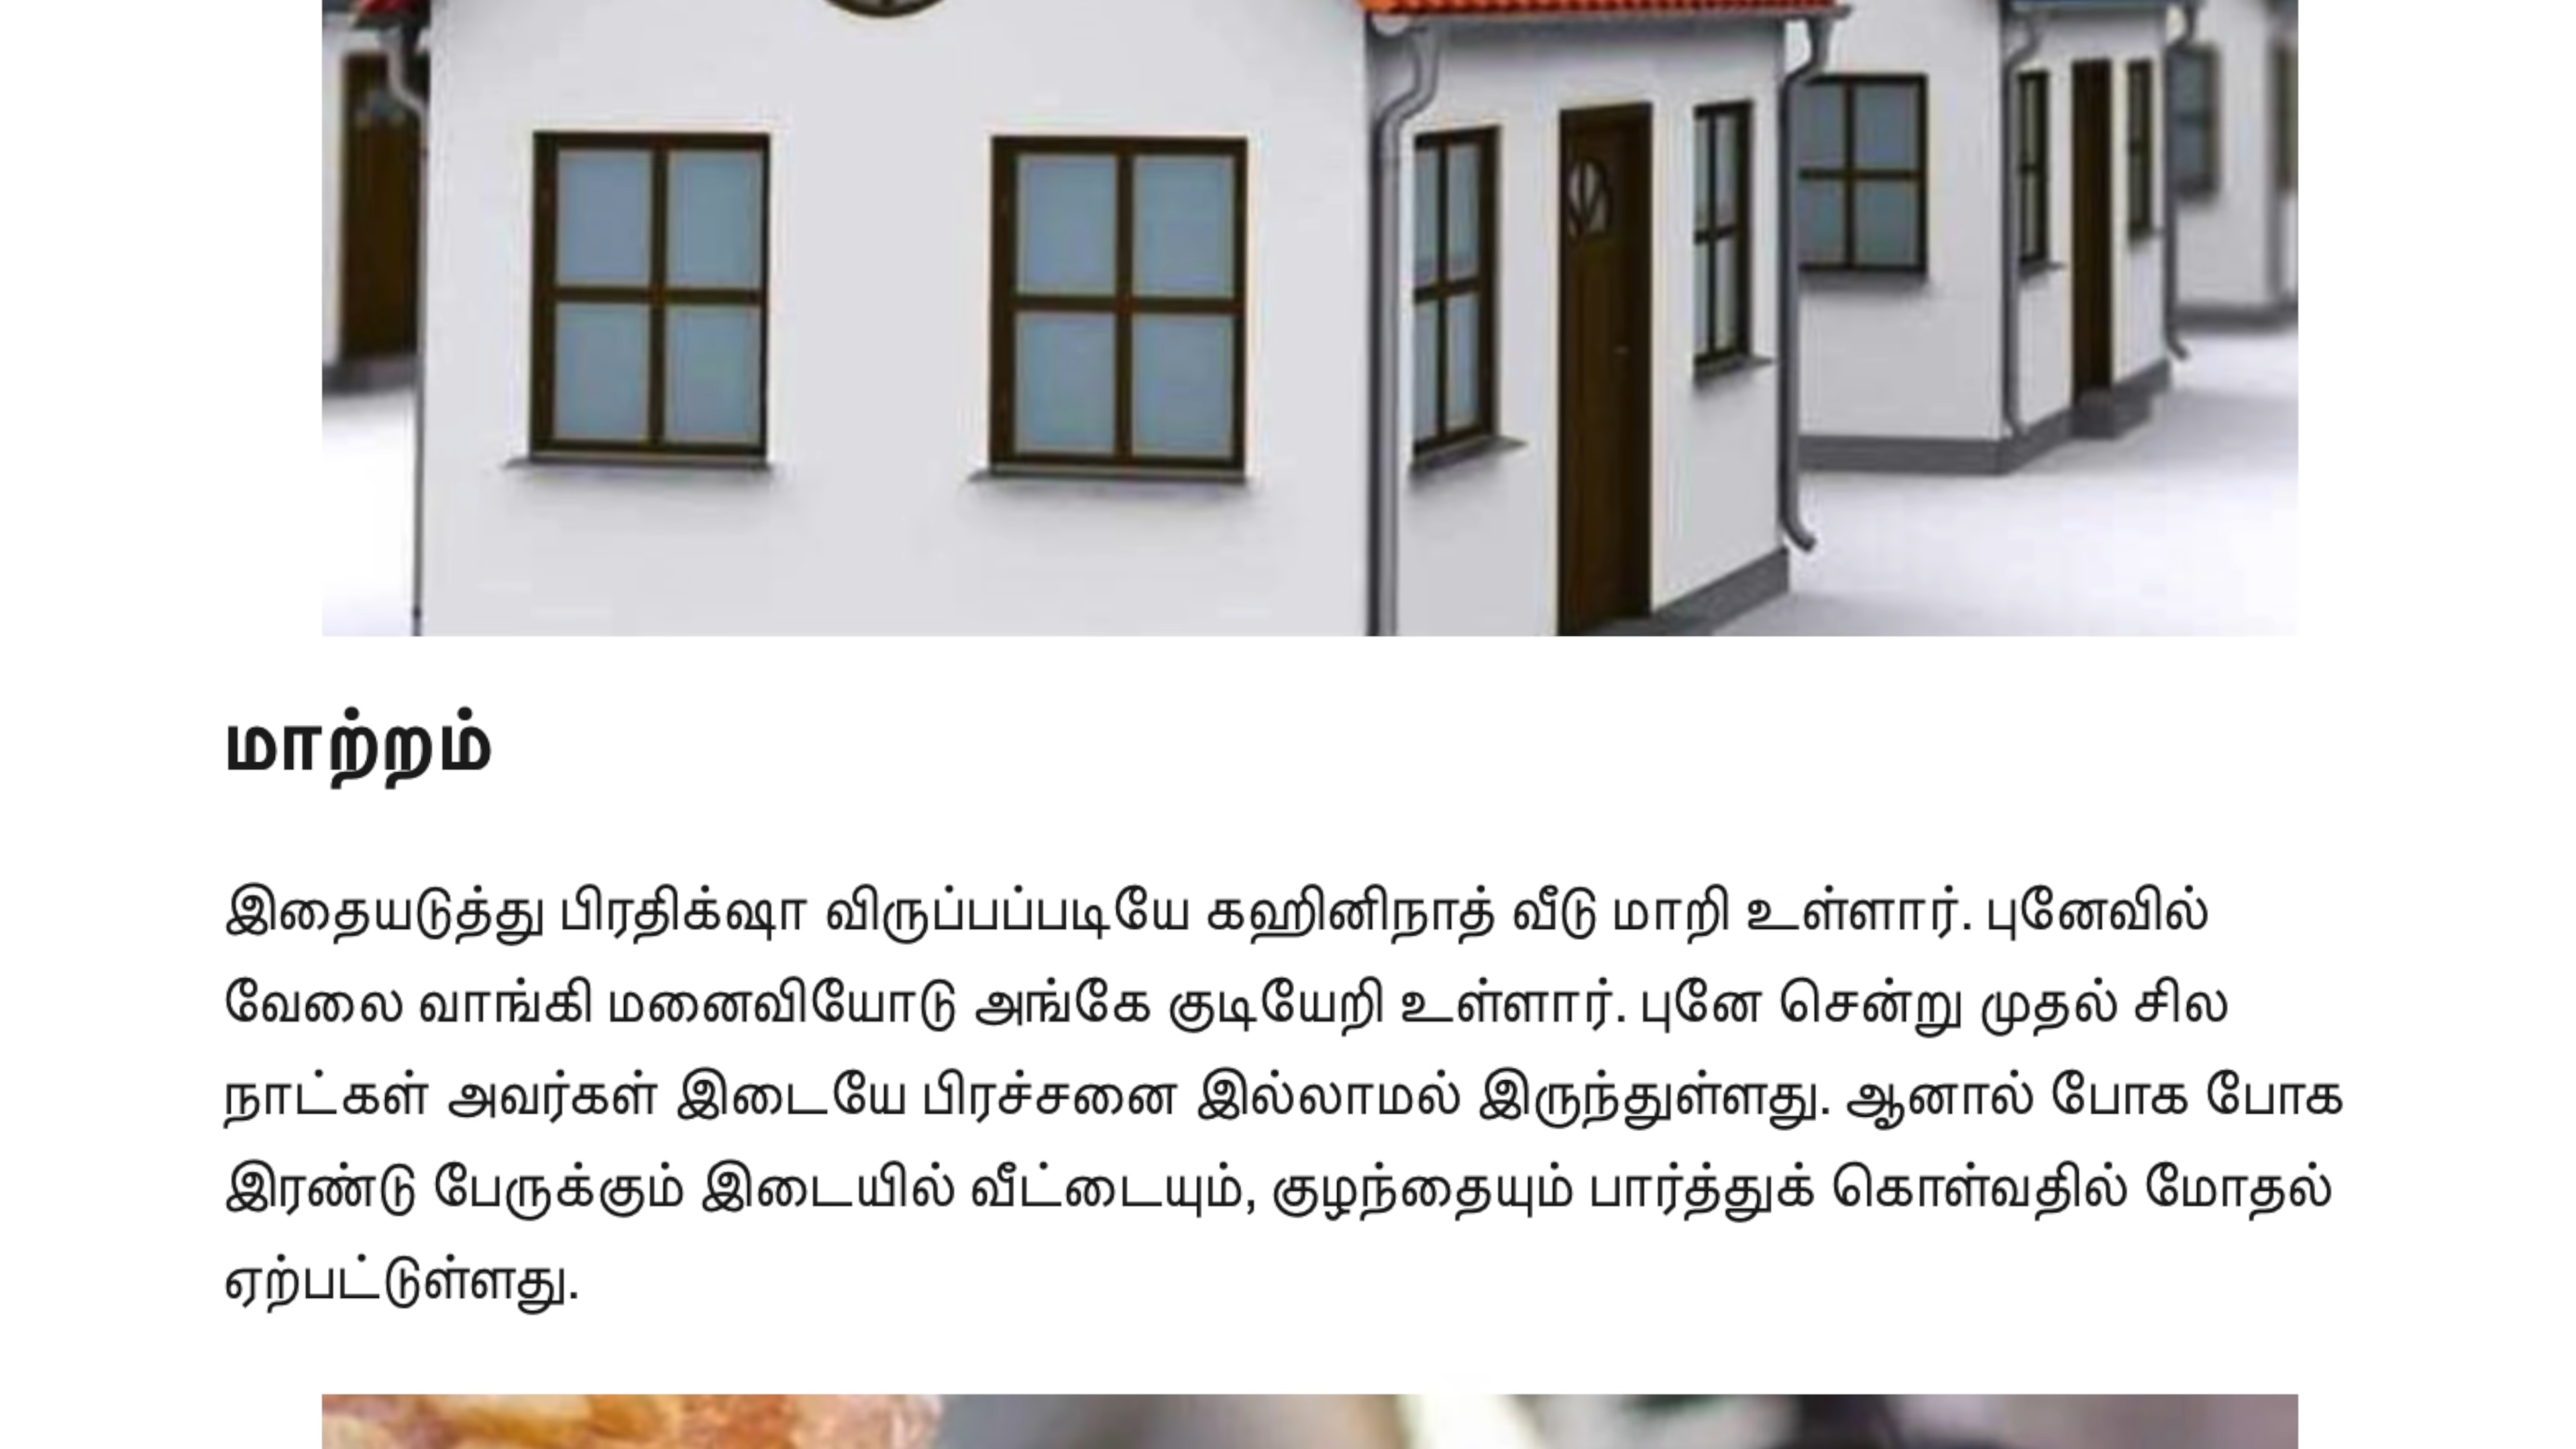 மாற்றம்
இதையடுத்து பிரதிக்ஷா விருப்பப்படியே கஹினிநாத் வீடு மாறி உள்ளார். புனேவில்
வேலை வாங்கி மனைவியோடு அங்கே குடியேறி உள்ளார். புனே சென்று முதல் சில
நாட்கள் அவர்கள் இடையே பிரச்சனை இல்லாமல் இருந்துள்ளது. ஆனால் போக போக
இரண்டு பேருக்கும் இடையில் வீட்டையும், குழந்தையும் பார்த்துக் கொள்வதில் மோதல்
ஏற்பட்டுள்ளது.